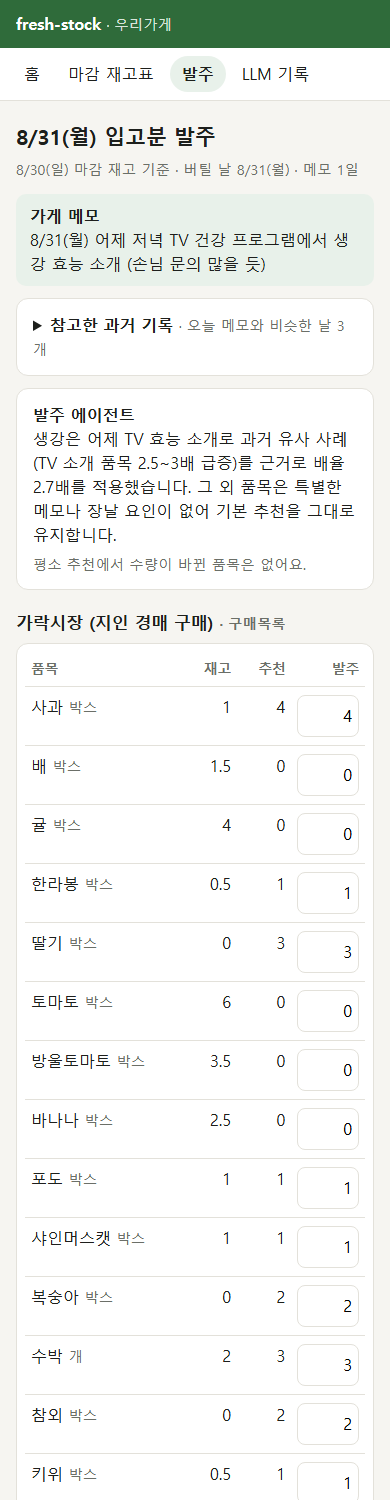 fresh-stock · 우리가게
홈 마감 재고표 발주 LLM 기록
8/31(월) 입고분 발주
8/30(일) 마감 재고 기준 · 버틸 날 8/31(월) · 메모 1일
가게 메모
8/31(월) 어제 저녁 TV 건강 프로그램에서 생
강 효능 소개 (손님 문의 많을 듯)
▶ 참고한 과거 기록 · 오늘 메모와 비슷한 날 3
개
발주 에이전트
생강은 어제 TV 효능 소개로 과거 유사 사례
(TV 소개 품목 2.5~3배 급증)를 근거로 배율
2.7배를 적용했습니다. 그 외 품목은 특별한
메모나 장날 요인이 없어 기본 추천을 그대로
유지합니다.
평소 추천에서 수량이 바뀐 품목은 없어요.
가락시장 (지인 경매 구매) · 구매목록
품목 재고 추천 발주
사과 박스 1 4 4
배 박스 1.5 0 0
귤 박스 4 0 0
한라봉 박스 0.5 1 1
딸기 박스 0 3 3
토마토 박스 6 0 0
방울토마토 박스 3.5 0 0
바나나 박스 2.5 0 0
포도 박스 1 1 1
샤인머스캣 박스 1 1 1
복숭아 박스 0 2 2
수박 개 2 3 3
참외 박스 0 2 2
키위 박스 0.5 1 1